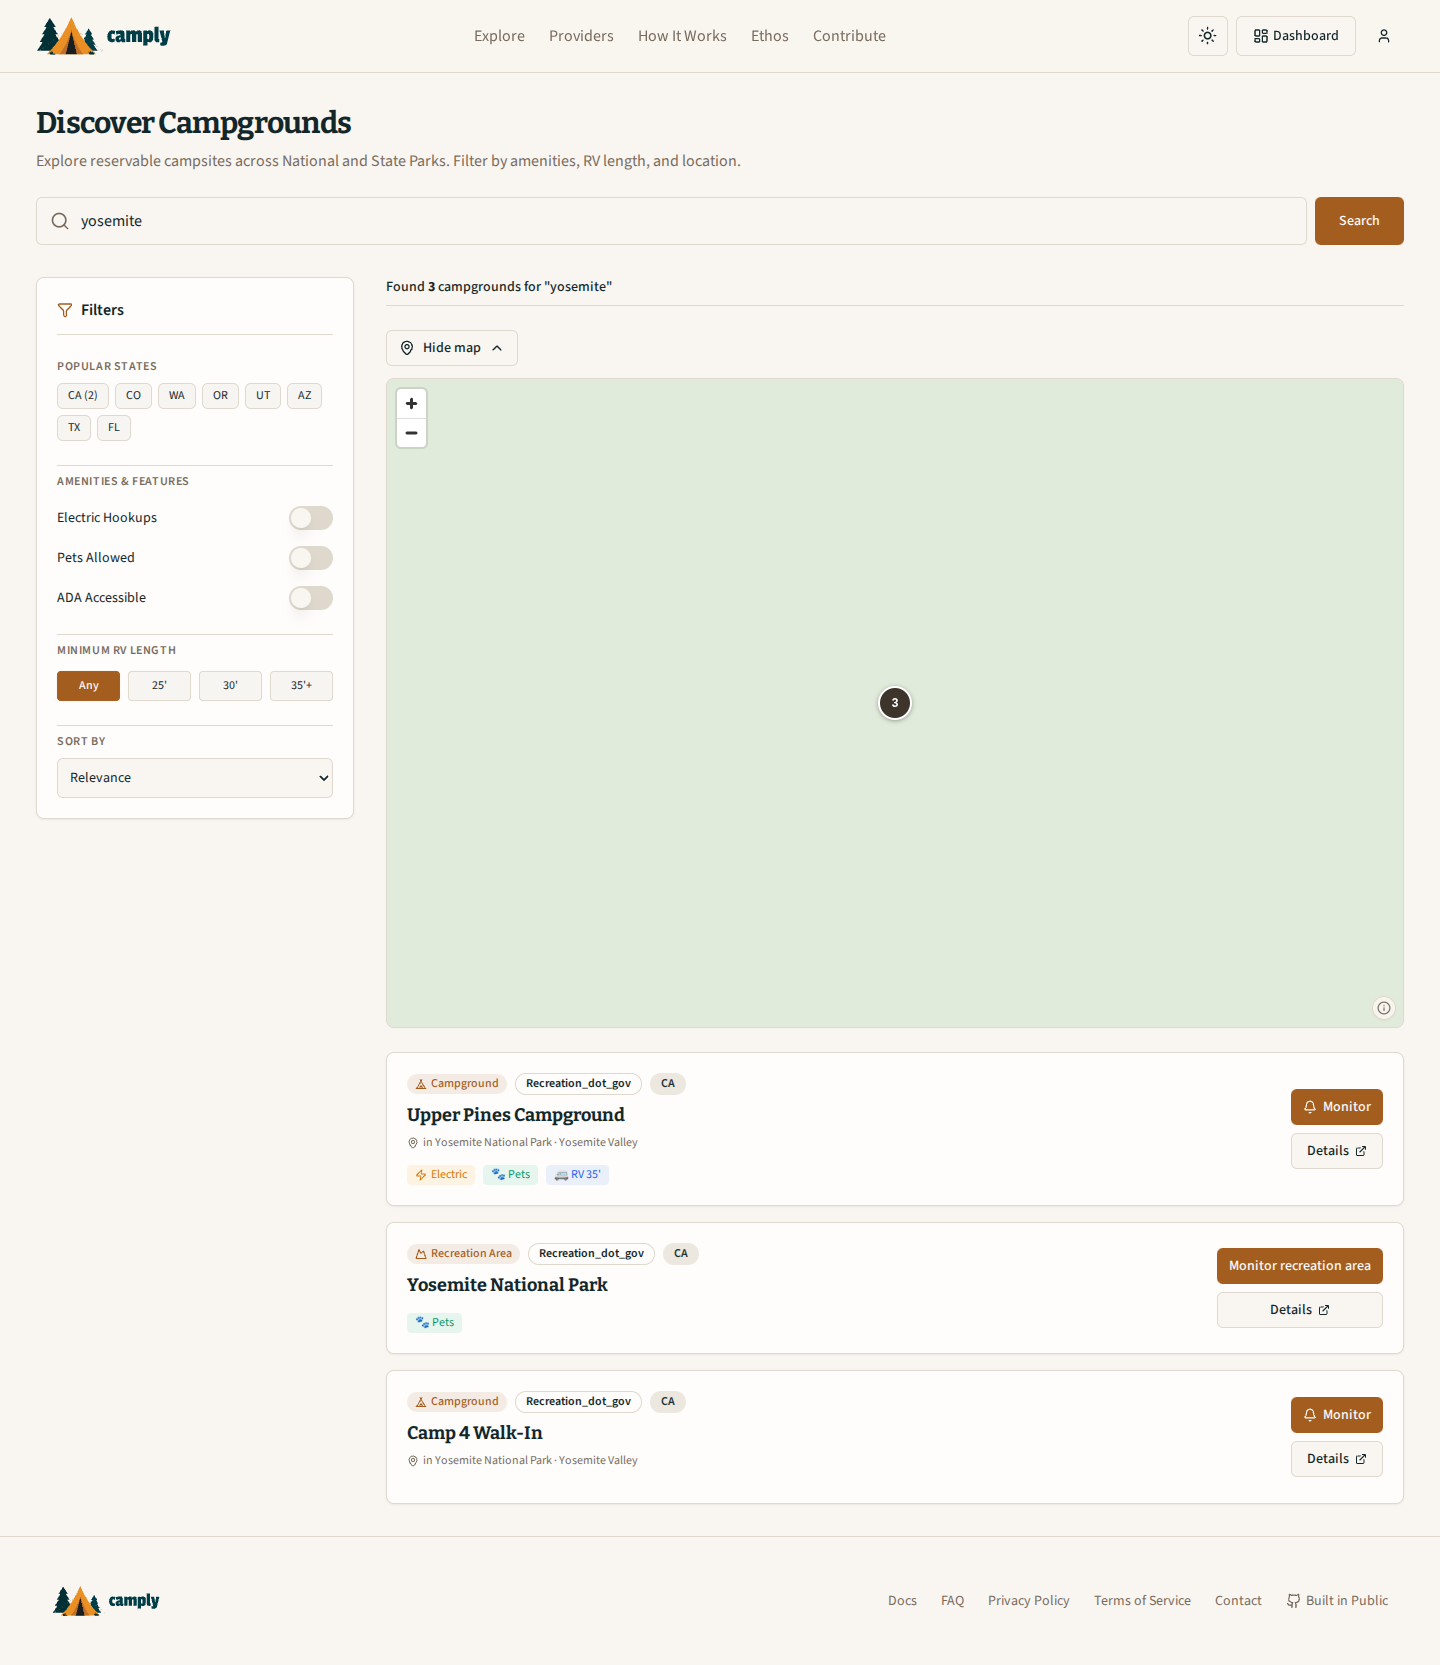 camply
Explore
Providers
How It Works
Ethos
Contribute
Dashboard
Discover Campgrounds
Explore reservable campsites across National and State Parks. Filter by amenities, RV length, and location.
yosemite
Search
Filters
POPULAR STATES
CA (2)
CO
WA
OR
UT
AZ
TX
FL
AMENITIES & FEATURES
Electric Hookups
Pets Allowed
ADA Accessible
MINIMUM RV LENGTH
Any
25'
30'
35'+
SORT BY
Relevance
Found 3 campgrounds for "yosemite"
Hide map
3
Campground
Recreation_dot_gov
CA
Upper Pines Campground
in Yosemite National Park · Yosemite Valley
Electric
Pets
RV 35'
Monitor
Details
Recreation Area
Recreation_dot_gov
CA
Yosemite National Park
Pets
Monitor recreation area
Details
Campground
Recreation_dot_gov
CA
Camp 4 Walk-In
in Yosemite National Park · Yosemite Valley
Monitor
Details
camply
Docs
FAQ
Privacy Policy
Terms of Service
Contact
Built in Public